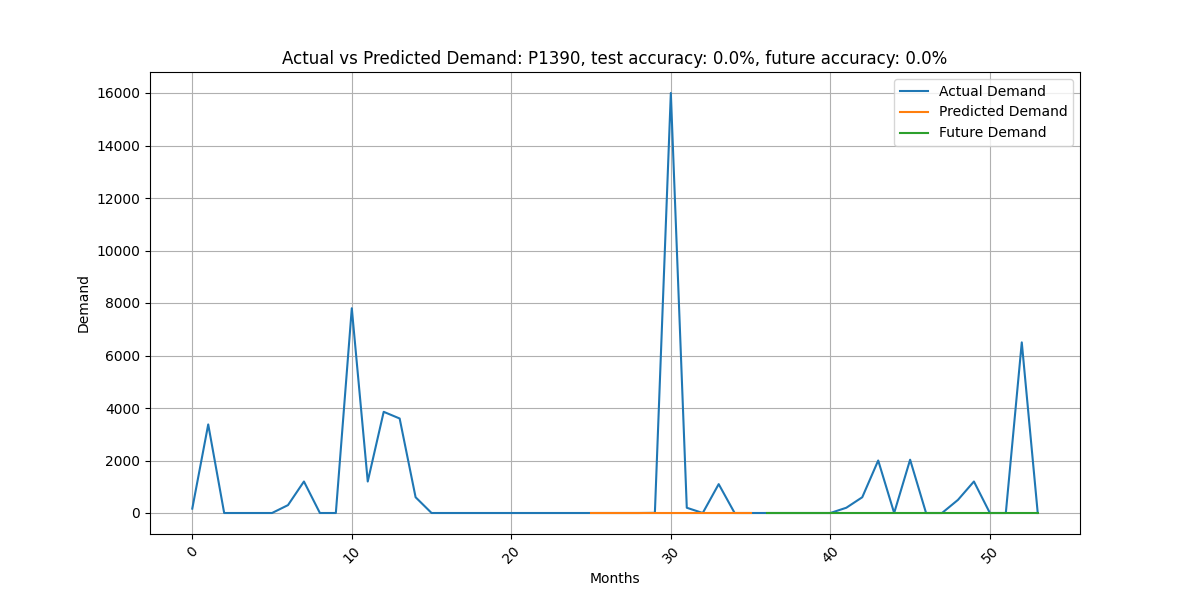 Actual vs Predicted Demand: P1390, test accuracy: 0.0%, future accuracy: 0.0%
Actual Demand
Predicted Demand
Future Demand
16000
14000
12000
10000
8000
6000
4000
2000
0
Demand
0 10 20 30 40 50
Months